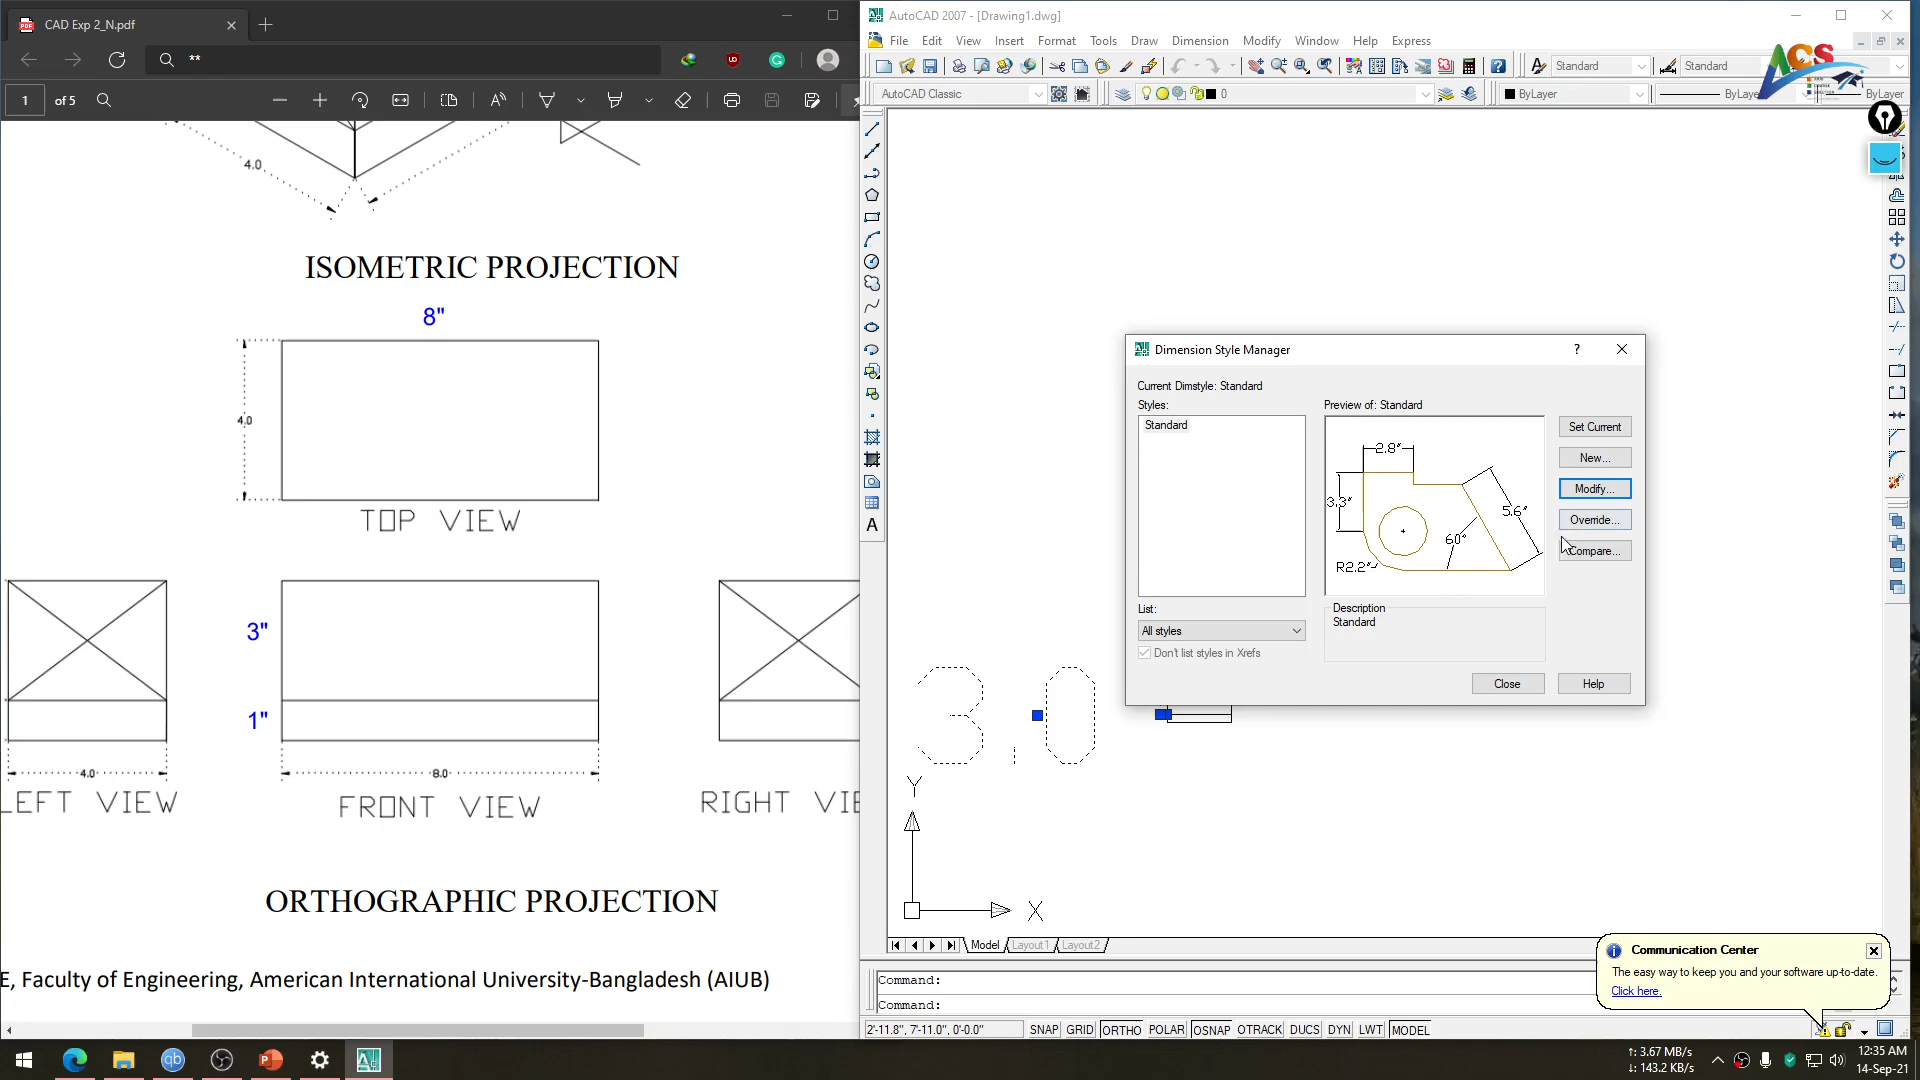 CAD Exp 2_N.pdf
**
1 of 5
4.0
ISOMETRIC PROJECTION
8"
4.0
TOP VIEW
3"
1"
4.0
8.0
LEFT VIEW
FRONT VIEW
RIGHT VIE
ORTHOGRAPHIC PROJECTION
E, Faculty of Engineering, American International University-Bangladesh (AIUB)
AutoCAD 2007 - [Drawing1.dwg]
File Edit View Insert Format Tools Draw Dimension Modify Window Help Express
Standard
Standard
ACS
AutoCAD Classic
0
ByLayer
ByLaye
ByLayer
Dimension Style Manager
Current Dimstyle: Standard
Styles:
Preview of: Standard
Standard
2.8"
3.3"
5.6"
60°
R2.2"
Set Current
New...
Modify...
Override...
Compare...
List:
All styles
Don't list styles in Xrefs
Description
Standard
Close
Help
3.0
Y
X
Model
Layout1
Layout2
Communication Center
The easy way to keep you and your software up-to-date.
Click here.
Command:
Command:
2'-11.8", 7'-11.0", 0'-0.0"
SNAP GRID ORTHO POLAR OSNAP OTRACK DUCS DYN LWT MODEL
↑: 3.67 MB/s
↓: 143.2 KB/s
12:35 AM
14-Sep-21